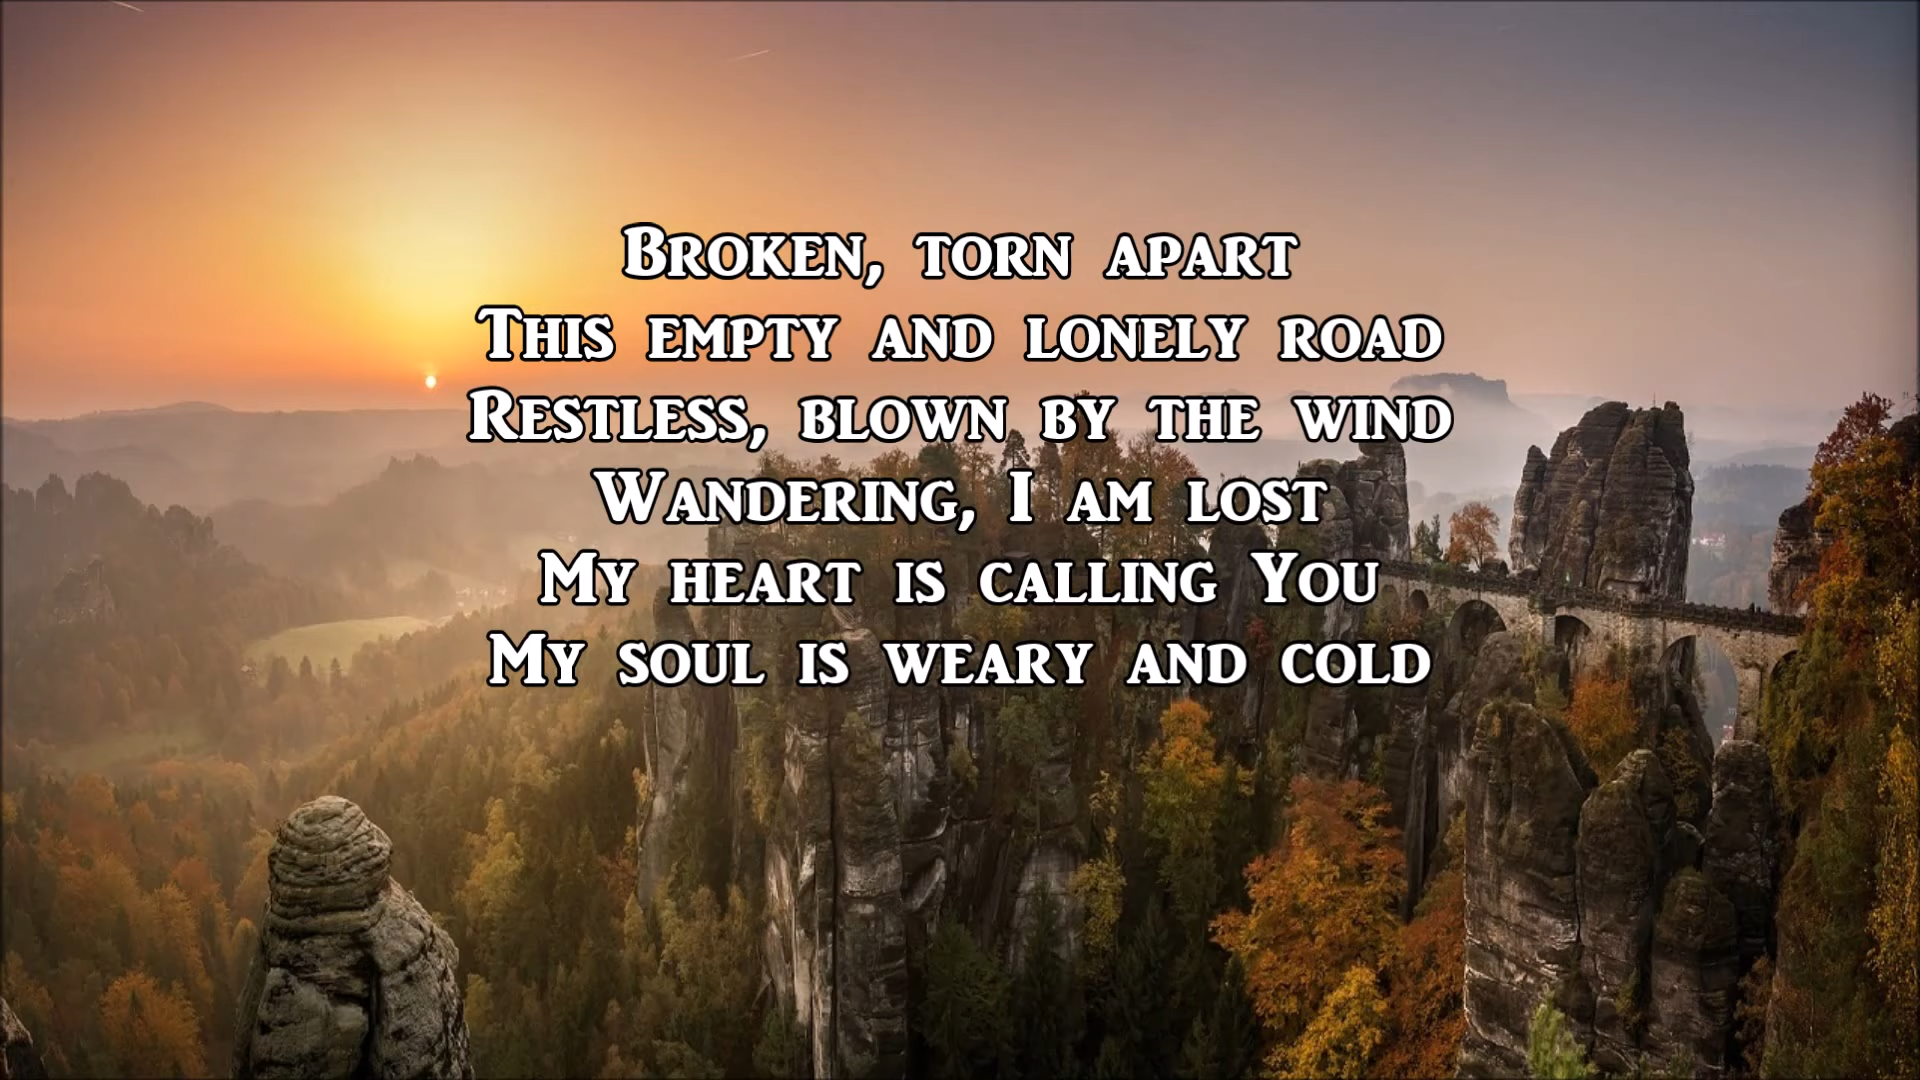 Broken, torn apart
This empty and lonely road
Restless, blown by the wind
Wandering, I am lost
My heart is calling You
My soul is weary and cold